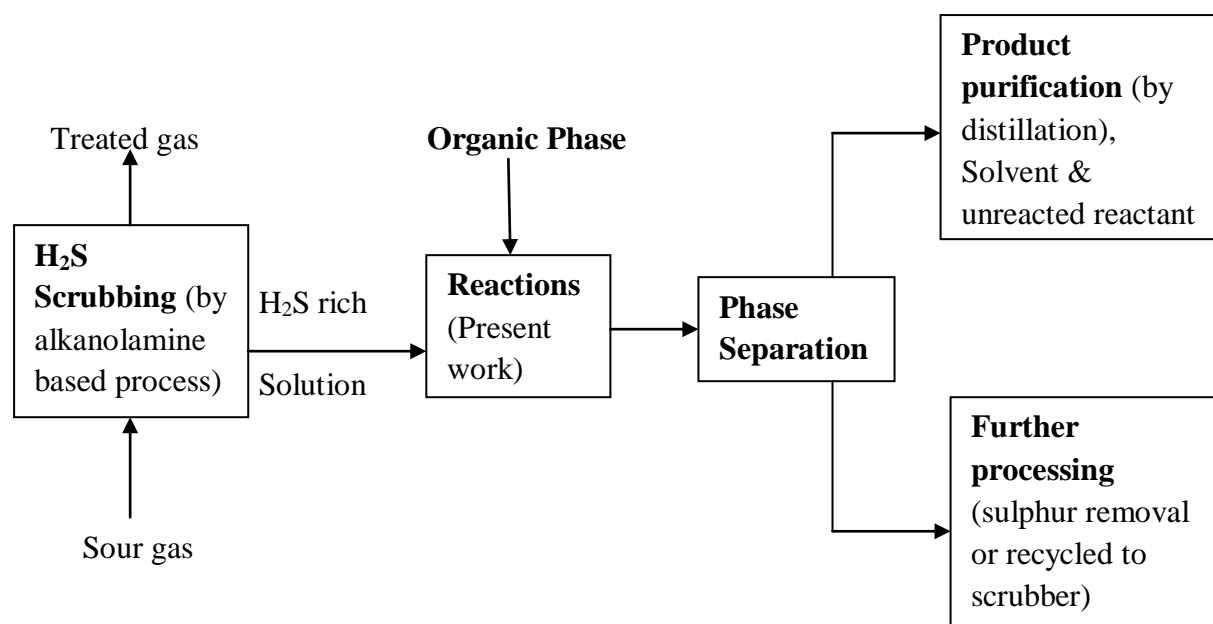 Treated gas
H₂S
Scrubbing (by
alkanolamine
based process)
Sour gas
H₂S rich
Solution
Organic Phase
Reactions
(Present
work)
Phase
Separation
Product
purification (by
distillation),
Solvent &
unreacted reactant
Further
processing
(sulphur removal
or recycled to
scrubber)